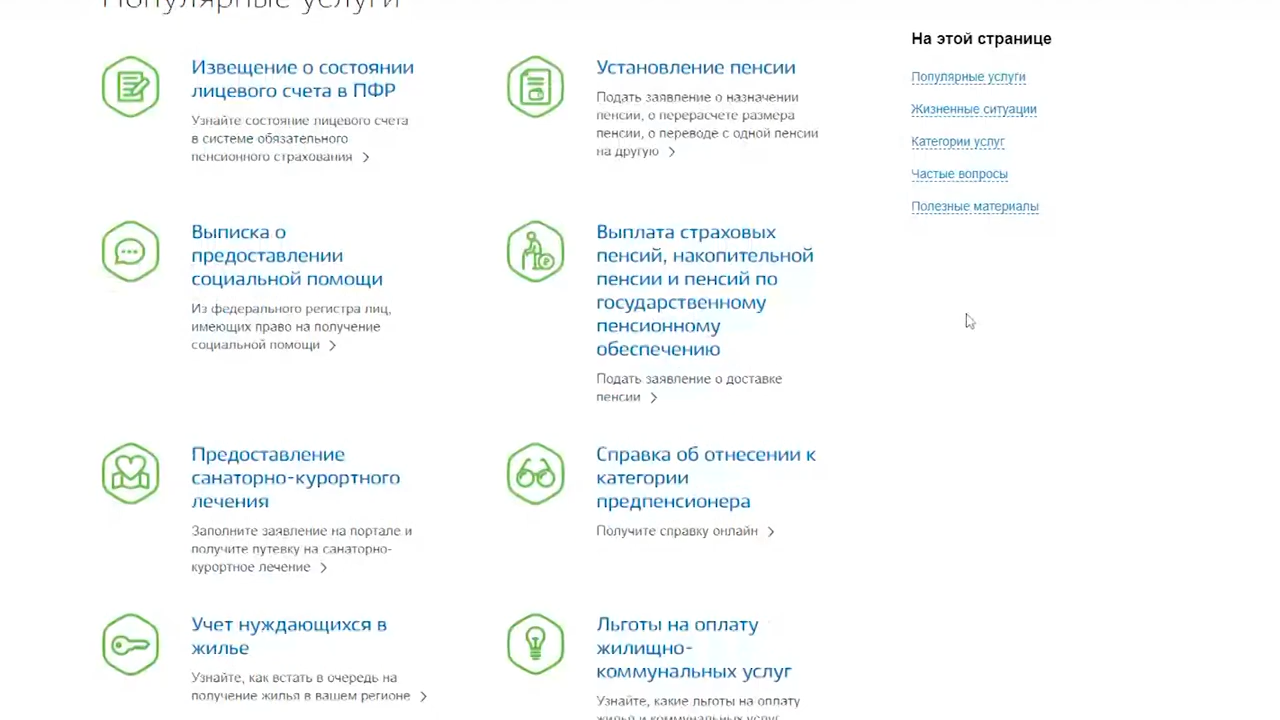 Популярные услуги
Извещение о состоянии
лицевого счета в ПФР
Узнайте состояние лицевого счета
в системе обязательного
пенсионного страхования
Установление пенсии
Подать заявление о назначении
пенсии, о перерасчете размера
пенсии, о переводе с одной пенсии
на другую
Выписка о
предоставлении
социальной помощи
Из федерального регистра лиц,
имеющих право на получение
социальной помощи
Выплата страховых
пенсий, накопительной
пенсии и пенсий по
государственному
пенсионному
обеспечению
Подать заявление о доставке
пенсии
Предоставление
санаторно-курортного
лечения
Заполните заявление на портале и
получите путевку на санаторно-
курортное лечение
Справка об отнесении к
категории
предпенсионера
Получите справку онлайн
Учет нуждающихся в
жилье
Узнайте, как встать в очередь на
получение жилья в вашем регионе
Льготы на оплату
жилищно-
коммунальных услуг
Узнайте, какие льготы на оплату
жилья и коммунальных услуг
На этой странице
Популярные услуги
Жизненные ситуации
Категории услуг
Частые вопросы
Полезные материалы